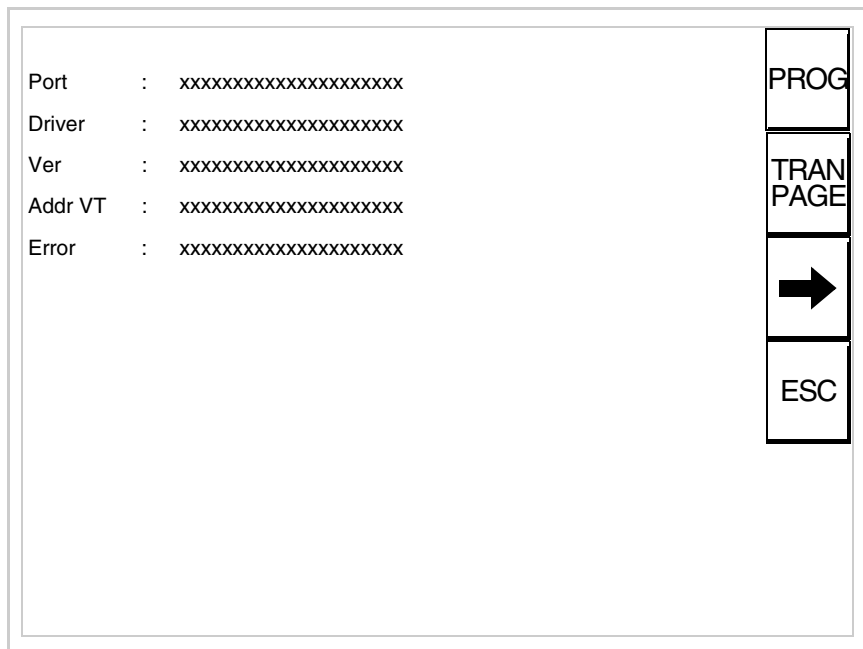 Port : xxxxxxxxxxxxxxxxxxxxx
Driver : xxxxxxxxxxxxxxxxxxxxx
Ver : xxxxxxxxxxxxxxxxxxxxx
Addr VT : xxxxxxxxxxxxxxxxxxxxx
Error : xxxxxxxxxxxxxxxxxxxxx
PROG
TRAN
PAGE
ESC